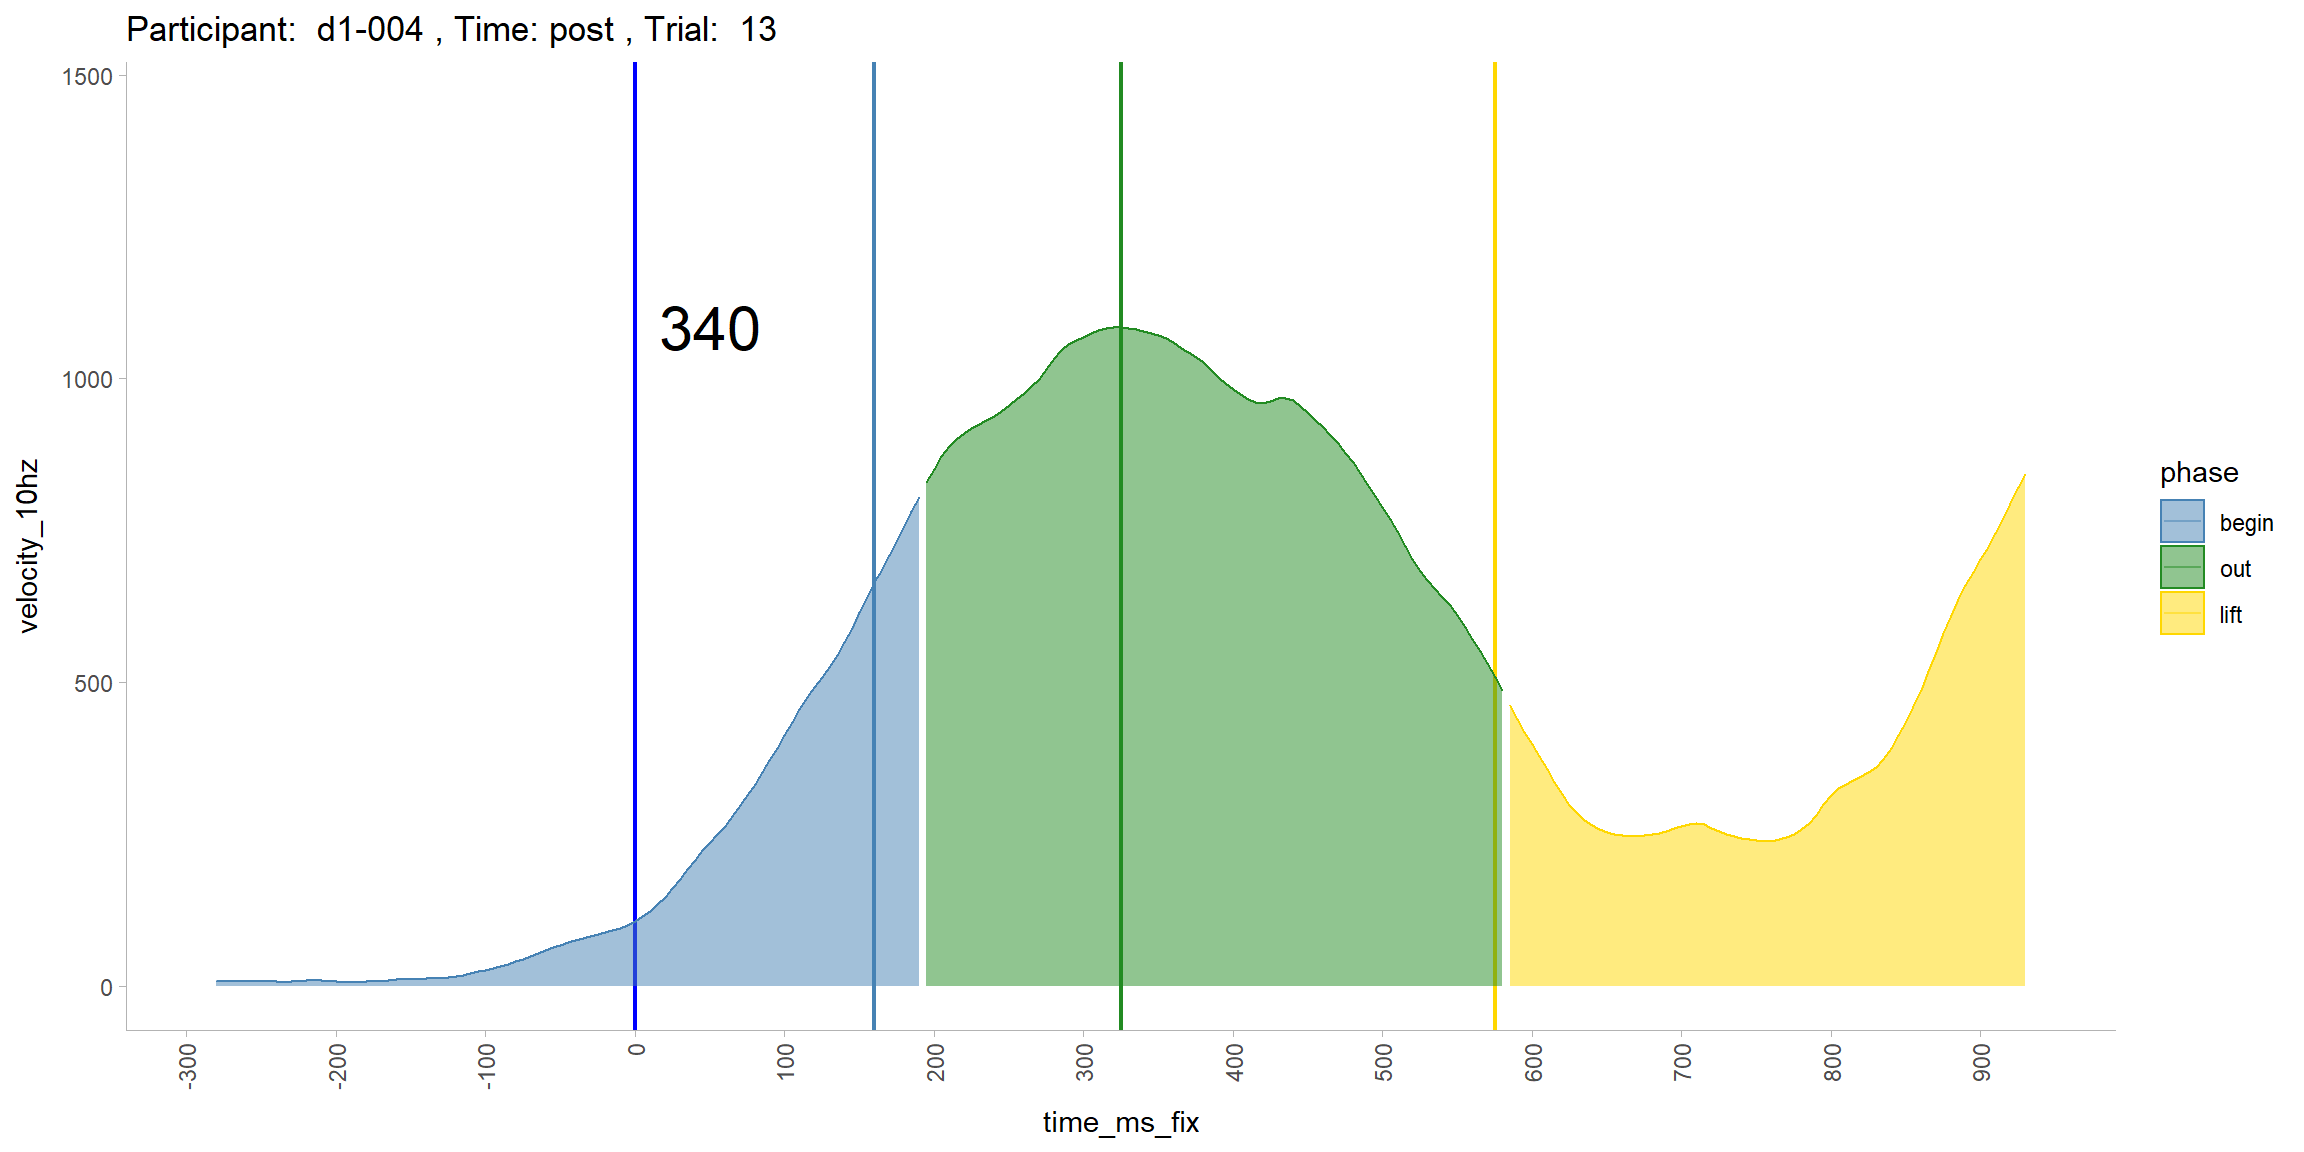 Participant:  d1-004 , Time: post , Trial:  13
1500
1000
500
0
velocity_10hz
340
-300
-200
-100
0
100
200
300
400
500
600
700
800
900
time_ms_fix
phase
begin
out
lift